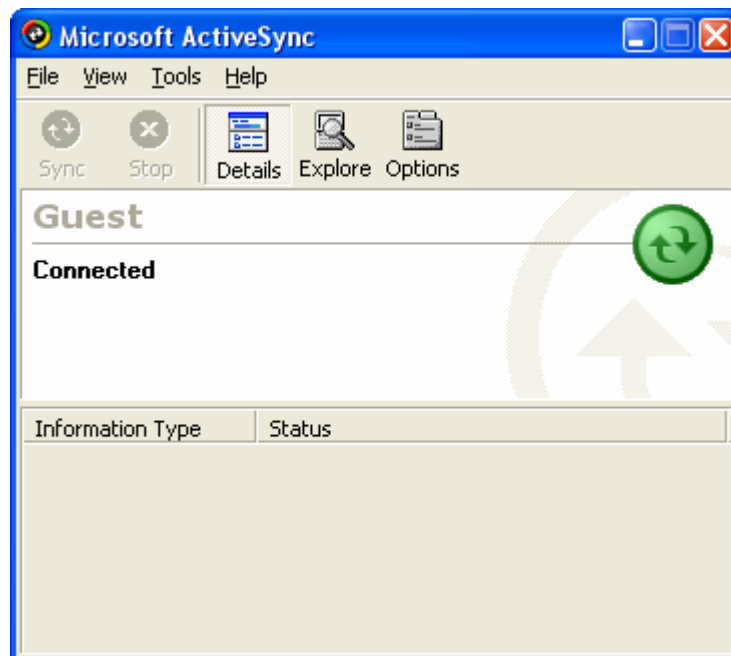 Microsoft ActiveSync
File View Tools Help
Sync Stop Details Explore Options
Guest
Connected
Information Type Status